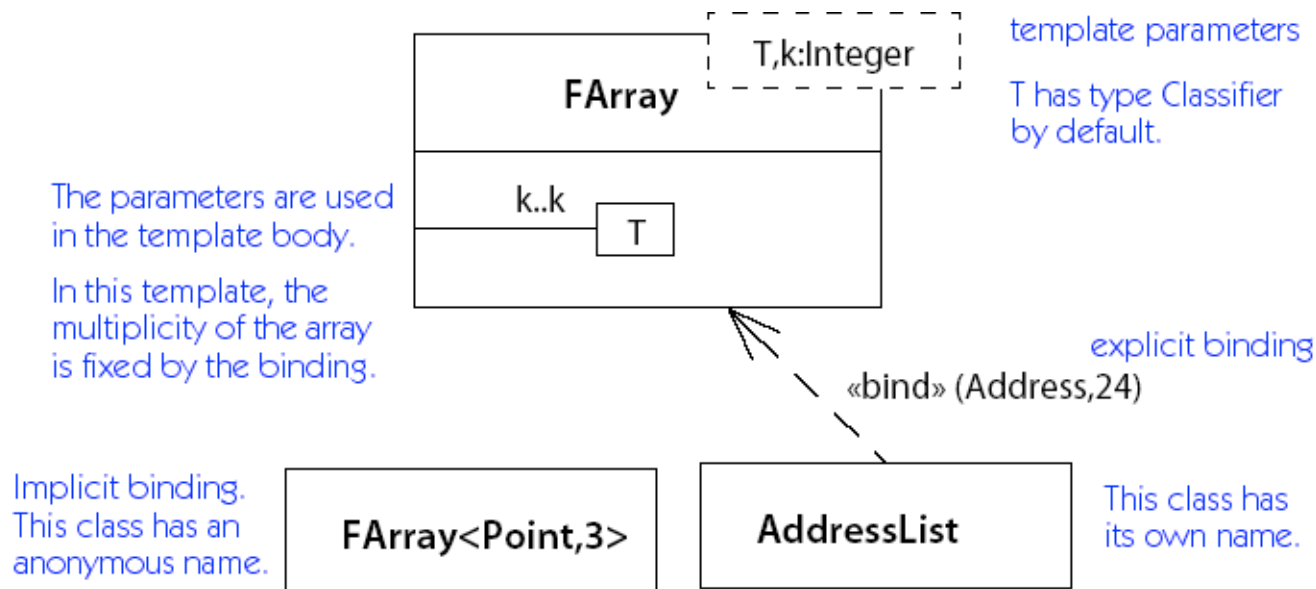 template parameters
T,k:Integer
FArray
T has type Classifier
by default.
The parameters are used
in the template body.
k..k
T
In this template, the
multiplicity of the array
is fixed by the binding.
explicit binding
«bind» (Address,24)
Implicit binding.
This class has an
anonymous name.
FArray<Point,3>
AddressList
This class has
its own name.